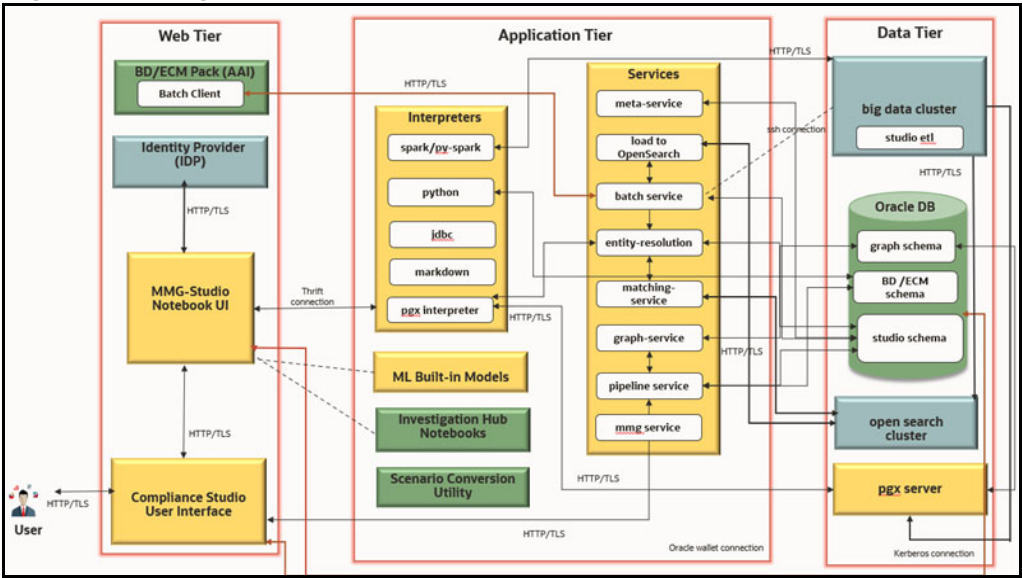 Web Tier
BD/ECM Pack (AAI)
Batch Client
Identity Provider
(IDP)
HTTP/TLS
MMG-Studio
Notebook UI
HTTP/TLS
Compliance Studio
User Interface
HTTP/TLS
User
Application Tier
HTTP/TLS
Thrift
connection
Interpreters
spark/py-spark
python
jdbc
markdown
pgx interpreter
HTTP/TLS
ML Built-in Models
Investigation Hub
Notebooks
Scenario Conversion
Utility
Services
meta-service
load to
OpenSearch
batch service
entity-resolution
matching-
service
graph-service
pipeline service
mmg service
HTTP/TLS
HTTP/TLS
HTTP/TLS
Oracle wallet connection
HTTP/TLS
ssh connection
Data Tier
big data cluster
studio etl
HTTP/TLS
Oracle DB
graph schema
BD /ECM
schema
studio schema
open search
cluster
pgx server
Kerberos connection